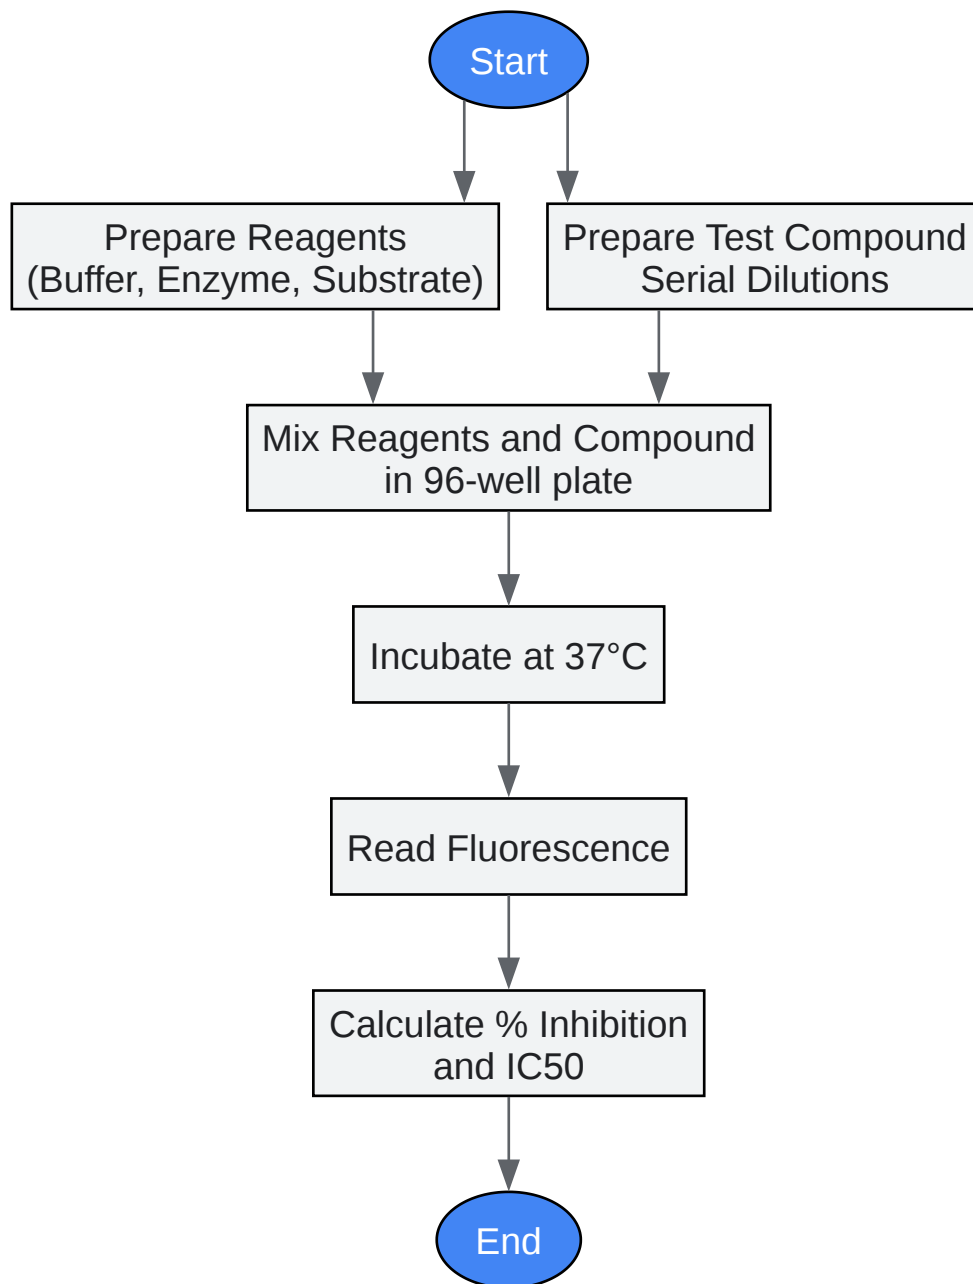 Start
Prepare Reagents
(Buffer, Enzyme, Substrate)
Prepare Test Compound
Serial Dilutions
Mix Reagents and Compound
in 96-well plate
Incubate at 37°C
Read Fluorescence
Calculate % Inhibition
and IC50
End